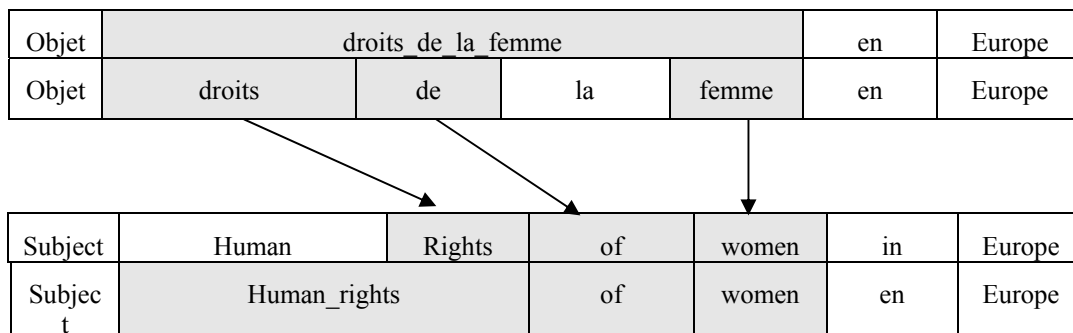 Objet droits_de_la_femme en Europe
Objet droits de la femme en Europe
Subject Human Rights of women in Europe
Subjec
t Human_rights of women en Europe